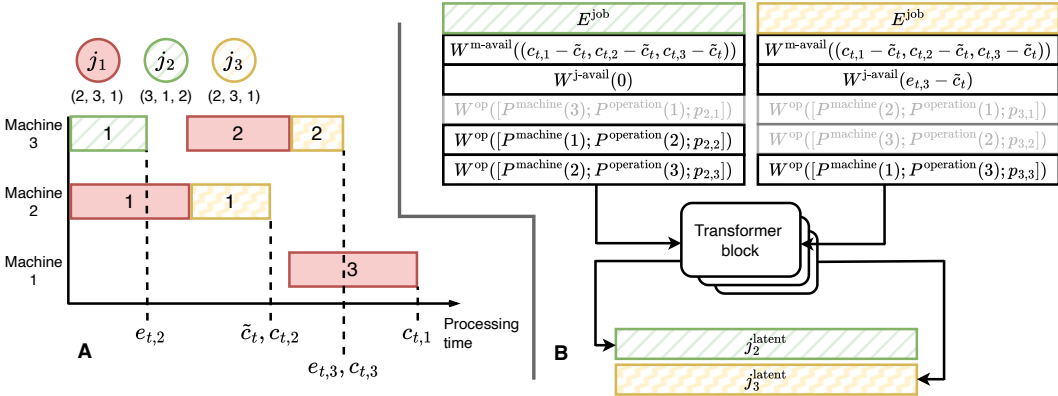 j₁ j₂ j₃
(2, 3, 1) (3, 1, 2) (2, 3, 1)
Machine
3
1 2 2
Machine
2
1 1
Machine
1
3
Processing
time
e_{t,2} c̃_t, c_{t,2} c_{t,1}
e_{t,3}, c_{t,3}
A
E^{job}
W^{m-avail}((c_{t,1} − c̃_t, c_{t,2} − c̃_t, c_{t,3} − c̃_t))
W^{j-avail}(0)
W^{op}([P^{machine}(3); P^{operation}(1); p_{2,1}])
W^{op}([P^{machine}(1); P^{operation}(2); p_{2,2}])
W^{op}([P^{machine}(2); P^{operation}(3); p_{2,3}])
E^{job}
W^{m-avail}((c_{t,1} − c̃_t, c_{t,2} − c̃_t, c_{t,3} − c̃_t))
W^{j-avail}(e_{t,3} − c̃_t)
W^{op}([P^{machine}(2); P^{operation}(1); p_{3,1}])
W^{op}([P^{machine}(3); P^{operation}(2); p_{3,2}])
W^{op}([P^{machine}(1); P^{operation}(3); p_{3,3}])
Transformer
block
B
j₂^{latent}
j₃^{latent}